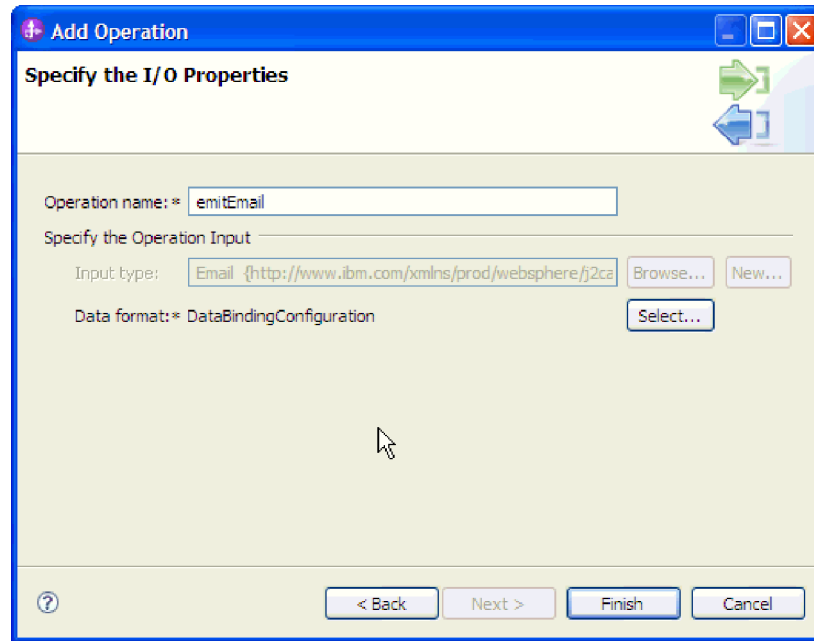 Add Operation
Specify the I/O Properties
Operation name:* emitEmail
Specify the Operation Input
Input type: Email {http://www.ibm.com/xmlns/prod/websphere/j2ca Browse... New...
Data format:* DataBindingConfiguration Select...
? < Back Next > Finish Cancel